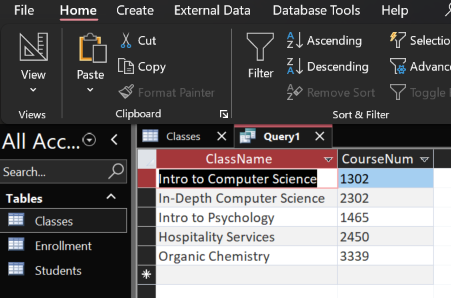 File Home Create External Data Database Tools Help
View
Views
Paste
Cut
Copy
Format Painter
Clipboard
Filter
Ascending
Descending
Remove Sort
Selectio
Advanc
Toggle
Sort & Filter
All Acc...
Search...
Tables
Classes
Enrollment
Students
Classes Query1
ClassName CourseNum
Intro to Computer Science 1302
In-Depth Computer Science 2302
Intro to Psychology 1465
Hospitality Services 2450
Organic Chemistry 3339